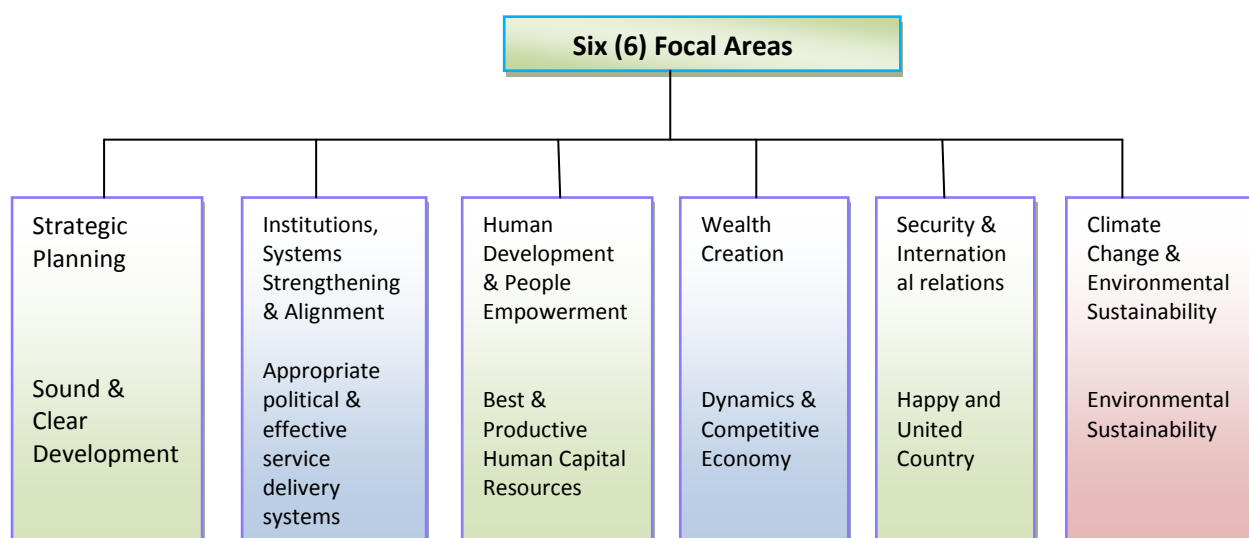 Six (6) Focal Areas
Strategic
Planning
Sound &
Clear
Development
Institutions,
Systems
Strengthening
& Alignment
Appropriate
political &
effective
service
delivery
systems
Human
Development
& People
Empowerment
Best &
Productive
Human Capital
Resources
Wealth
Creation
Dynamics &
Competitive
Economy
Security &
Internation
al relations
Happy and
United
Country
Climate
Change &
Environmental
Sustainability
Environmental
Sustainability